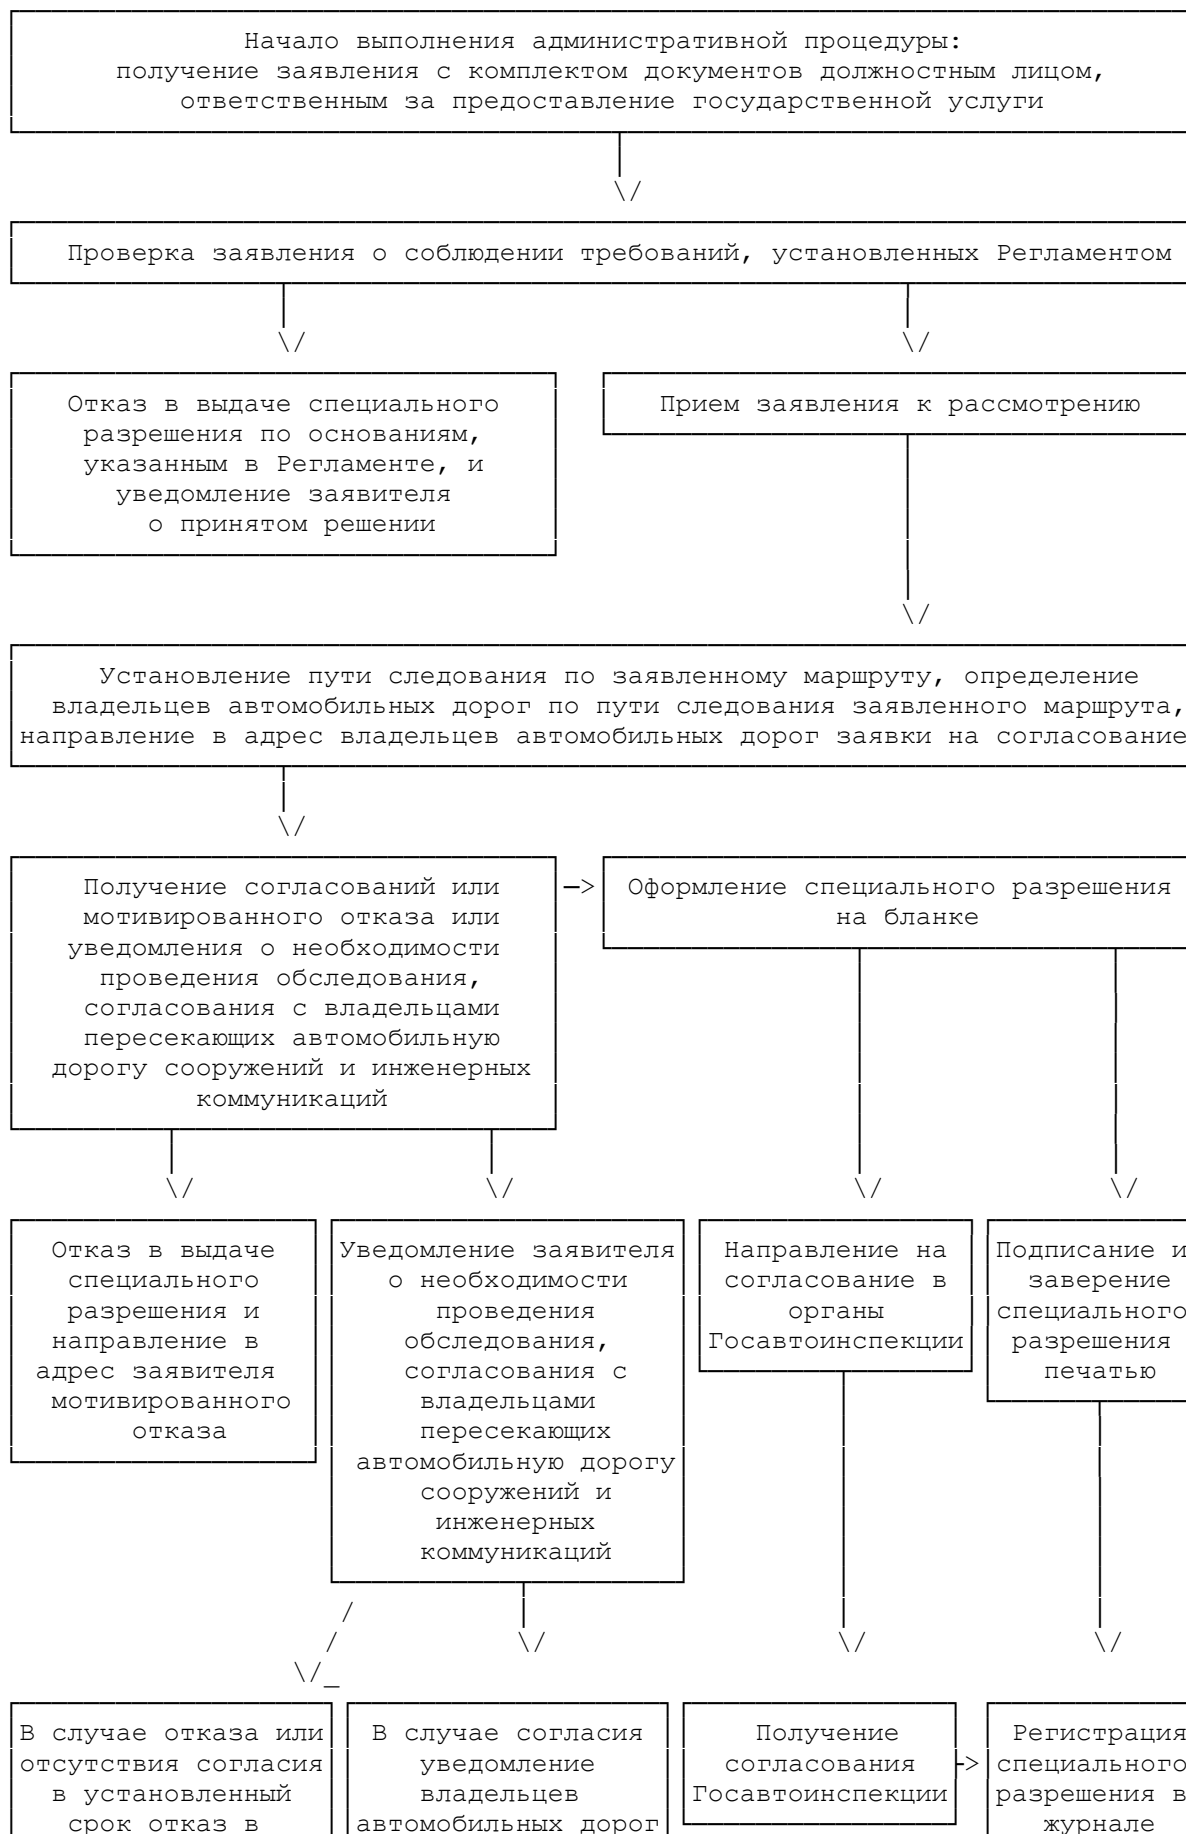 Начало выполнения административной процедуры:
получение заявления с комплектом документов должностным лицом,
ответственным за предоставление государственной услуги
Проверка заявления о соблюдении требований, установленных Регламентом
Отказ в выдаче специального
разрешения по основаниям,
указанным в Регламенте, и
уведомление заявителя
о принятом решении
Прием заявления к рассмотрению
Установление пути следования по заявленному маршруту, определение
владельцев автомобильных дорог по пути следования заявленного маршрута,
направление в адрес владельцев автомобильных дорог заявки на согласование
Получение согласований или
мотивированного отказа или
уведомления о необходимости
проведения обследования,
согласования с владельцами
пересекающих автомобильную
дорогу сооружений и инженерных
коммуникаций
Оформление специального разрешения
на бланке
Отказ в выдаче
специального
разрешения и
направление в
адрес заявителя
мотивированного
отказа
Уведомление заявителя
о необходимости
проведения
обследования,
согласования с
владельцами
пересекающих
автомобильную дорогу
сооружений и
инженерных
коммуникаций
Направление на
согласование в
органы
Госавтоинспекции
Подписание и
заверение
специального
разрешения
печатью
В случае отказа или
отсутствия согласия
в установленный
срок отказ в
В случае согласия
уведомление
владельцев
автомобильных дорог
Получение
согласования
Госавтоинспекции
Регистрация
специального
разрешения в
журнале